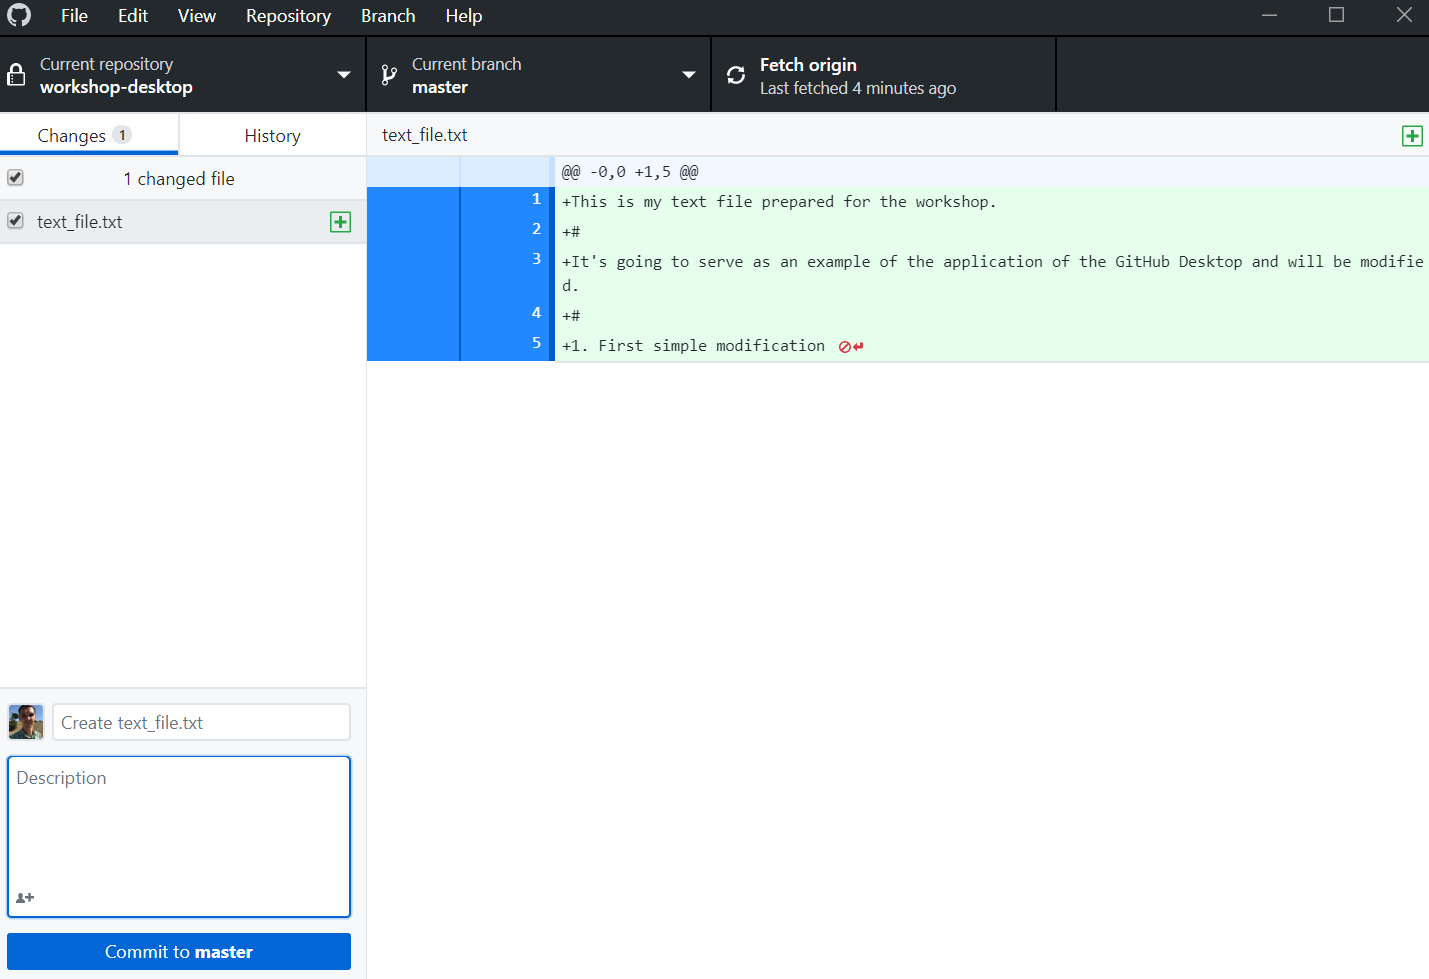 File Edit View Repository Branch Help
Current repository
workshop-desktop
Current branch
master
Fetch origin
Last fetched 4 minutes ago
Changes 1
History
text_file.txt
1 changed file
text_file.txt
@@ -0,0 +1,5 @@
1 +This is my text file prepared for the workshop.
2 +#
3 +It's going to serve as an example of the application of the GitHub Desktop and will be modifie
d.
4 +#
5 +1. First simple modification
Create text_file.txt
Description
Commit to master